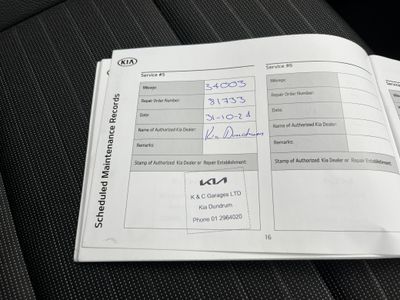 KIA
Scheduled Maintenance Records
Service #5
Mileage: 34003
Repair Order Number: 81733
Date: 31-10-21
Name of Authorized Kia Dealer: Kia Dundrum
Remarks:
Stamp of Authorized Kia Dealer or Repair Establishment:
KIA
K & C Garages LTD
Kia Dundrum
Phone 01 2964020
Service #6
Mileage:
Repair Order Number:
Date:
Name of Authorized Kia Dealer:
Remarks:
Stamp of Authorized Kia Dealer or Repair Establishment:
16